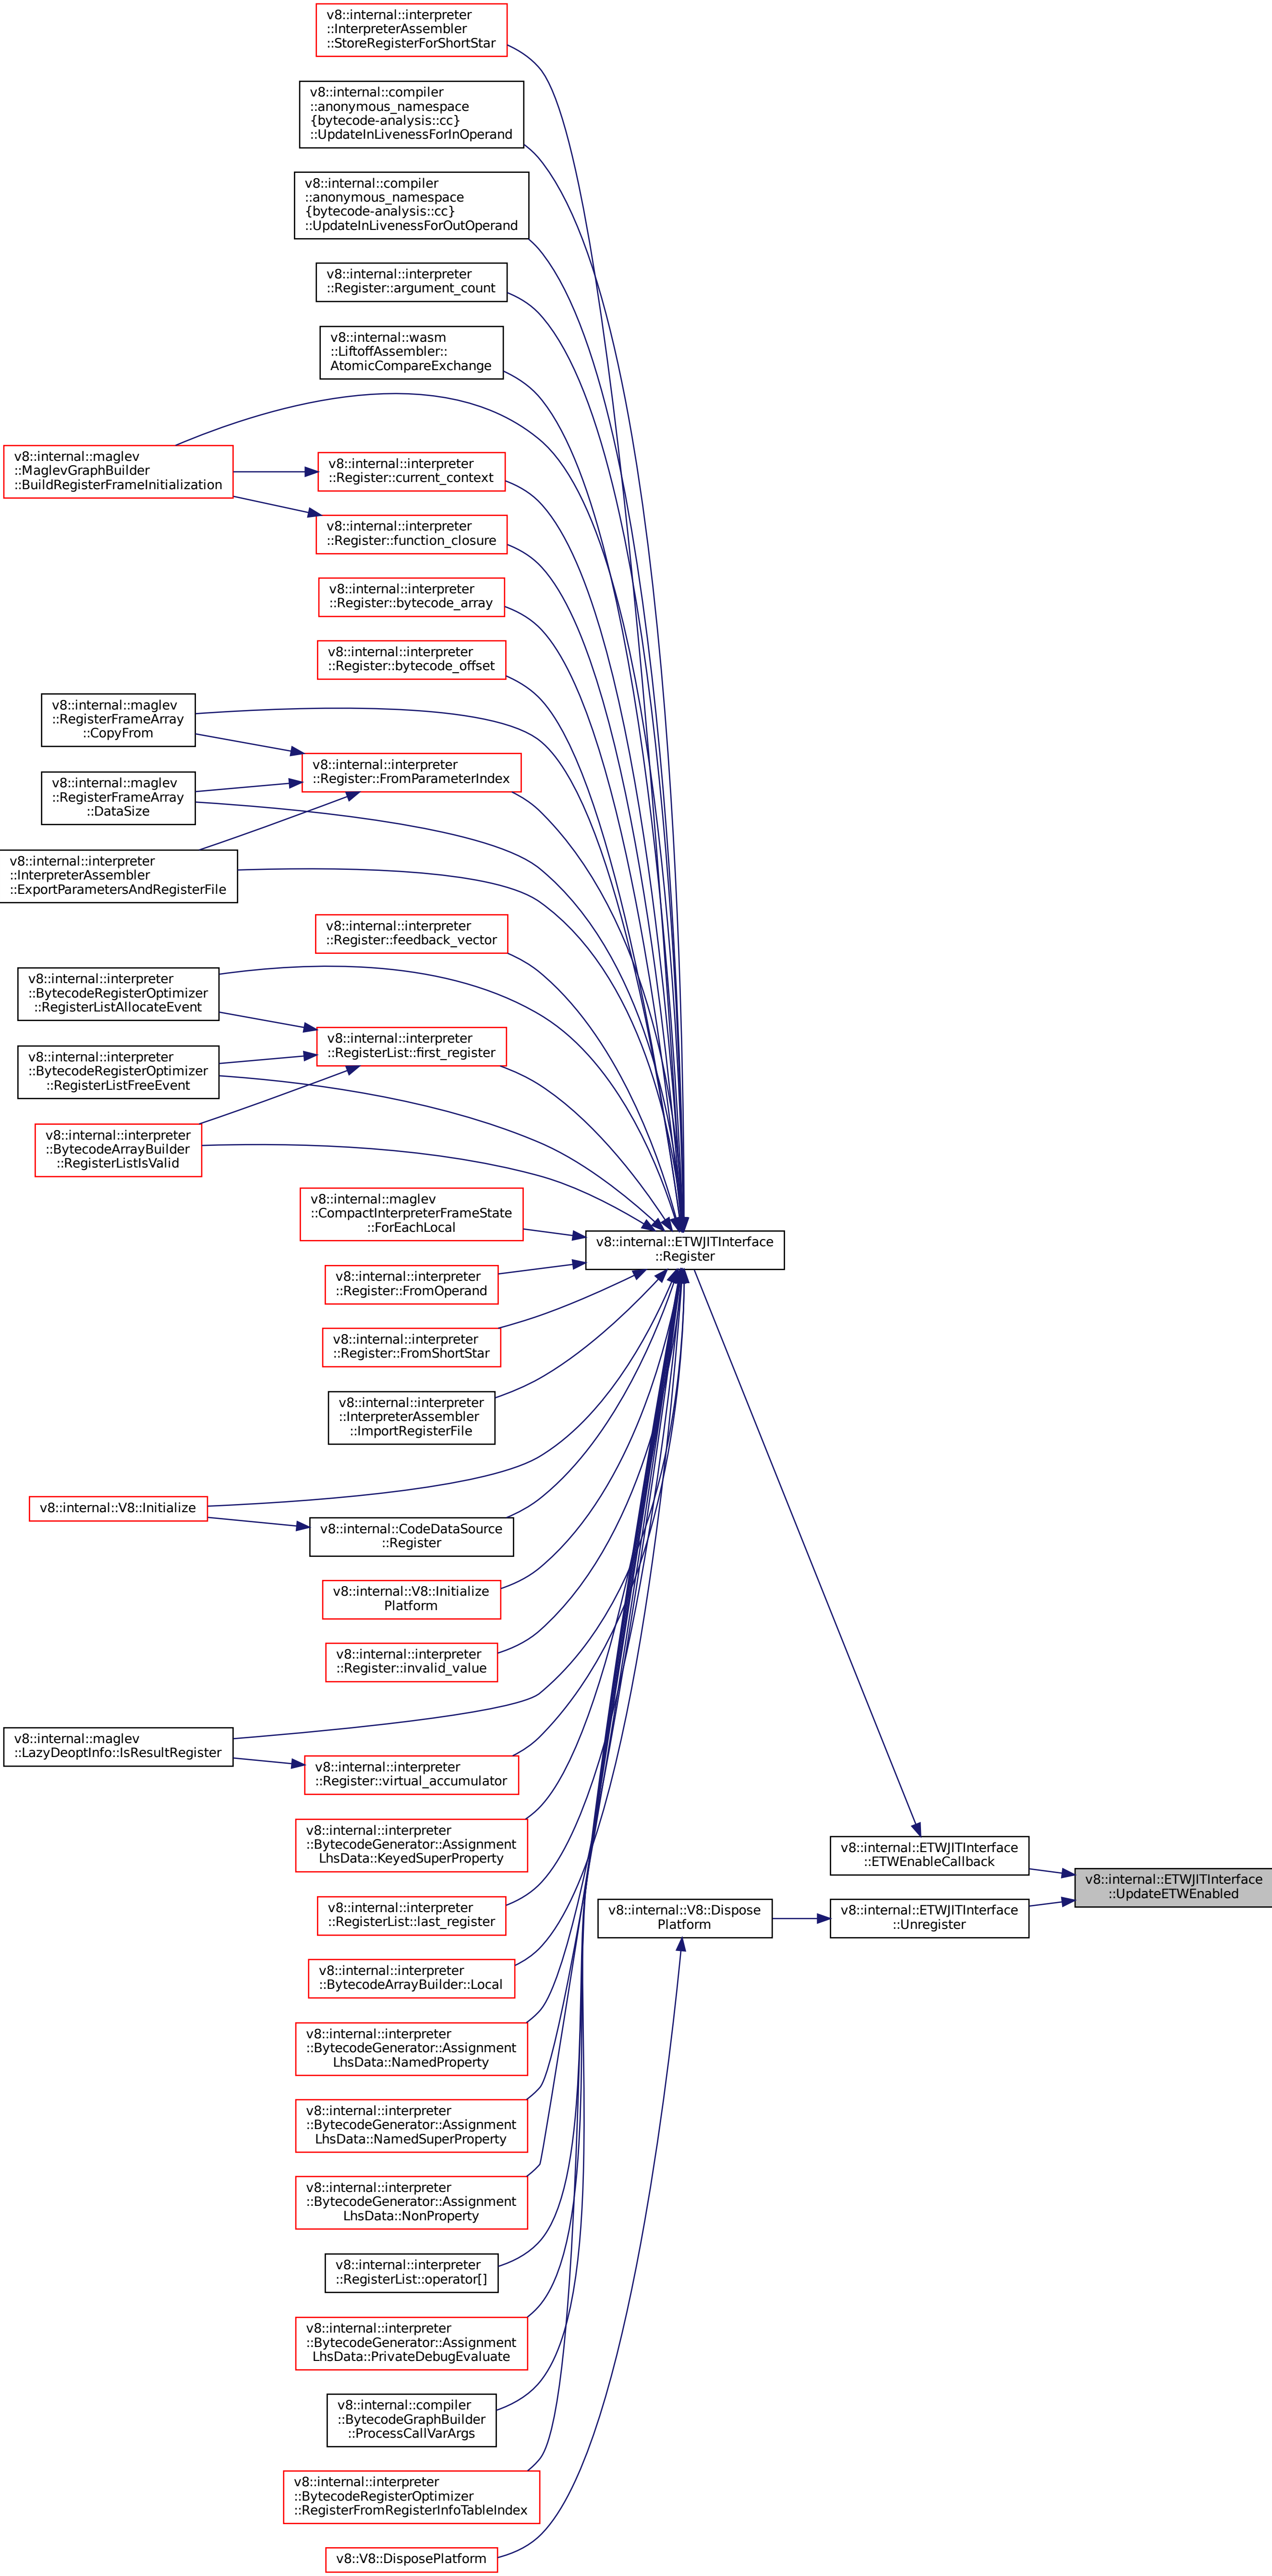 v8::internal::interpreter
::InterpreterAssembler
::StoreRegisterForShortStar
v8::internal::compiler
::anonymous_namespace
{bytecode-analysis::cc}
::UpdateInLivenessForInOperand
v8::internal::compiler
::anonymous_namespace
{bytecode-analysis::cc}
::UpdateInLivenessForOutOperand
v8::internal::interpreter
::Register::argument_count
v8::internal::wasm
::LiftoffAssembler::
AtomicCompareExchange
v8::internal::maglev
::MaglevGraphBuilder
::BuildRegisterFrameInitialization
v8::internal::interpreter
::Register::current_context
v8::internal::interpreter
::Register::function_closure
v8::internal::interpreter
::Register::bytecode_array
v8::internal::interpreter
::Register::bytecode_offset
v8::internal::maglev
::RegisterFrameArray
::CopyFrom
v8::internal::interpreter
::Register::FromParameterIndex
v8::internal::maglev
::RegisterFrameArray
::DataSize
v8::internal::interpreter
::InterpreterAssembler
::ExportParametersAndRegisterFile
v8::internal::interpreter
::Register::feedback_vector
v8::internal::interpreter
::BytecodeRegisterOptimizer
::RegisterListAllocateEvent
v8::internal::interpreter
::RegisterList::first_register
v8::internal::interpreter
::BytecodeRegisterOptimizer
::RegisterListFreeEvent
v8::internal::interpreter
::BytecodeArrayBuilder
::RegisterListIsValid
v8::internal::maglev
::CompactInterpreterFrameState
::ForEachLocal
v8::internal::ETWJITInterface
::Register
v8::internal::interpreter
::Register::FromOperand
v8::internal::interpreter
::Register::FromShortStar
v8::internal::interpreter
::InterpreterAssembler
::ImportRegisterFile
v8::internal::V8::Initialize
v8::internal::CodeDataSource
::Register
v8::internal::V8::Initialize
Platform
v8::internal::interpreter
::Register::invalid_value
v8::internal::maglev
::LazyDeoptInfo::IsResultRegister
v8::internal::interpreter
::Register::virtual_accumulator
v8::internal::interpreter
::BytecodeGenerator::Assignment
LhsData::KeyedSuperProperty
v8::internal::ETWJITInterface
::ETWEnableCallback
v8::internal::ETWJITInterface
::UpdateETWEnabled
v8::internal::interpreter
::RegisterList::last_register
v8::internal::V8::Dispose
Platform
v8::internal::ETWJITInterface
::Unregister
v8::internal::interpreter
::BytecodeArrayBuilder::Local
v8::internal::interpreter
::BytecodeGenerator::Assignment
LhsData::NamedProperty
v8::internal::interpreter
::BytecodeGenerator::Assignment
LhsData::NamedSuperProperty
v8::internal::interpreter
::BytecodeGenerator::Assignment
LhsData::NonProperty
v8::internal::interpreter
::RegisterList::operator[]
v8::internal::interpreter
::BytecodeGenerator::Assignment
LhsData::PrivateDebugEvaluate
v8::internal::compiler
::BytecodeGraphBuilder
::ProcessCallVarArgs
v8::internal::interpreter
::BytecodeRegisterOptimizer
::RegisterFromRegisterInfoTableIndex
v8::V8::DisposePlatform